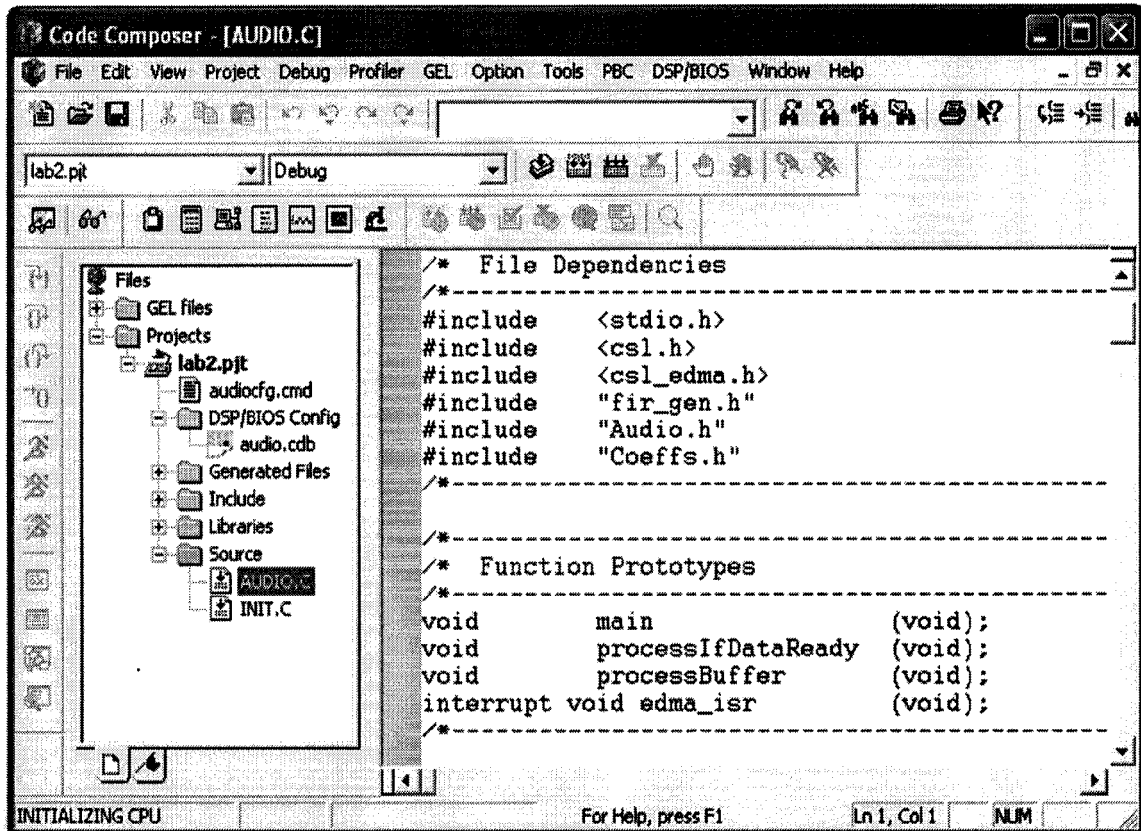 Code Composer - [AUDIO.C]
File Edit View Project Debug Profiler GEL Option Tools PBC DSP/BIOS Window Help
lab2.pjt Debug
Files
GEL files
Projects
lab2.pjt
audiocfg.cmd
DSP/BIOS Config
audio.cdb
Generated Files
Include
Libraries
Source
AUDIO.C
INIT.C
/* File Dependencies
/*-----------------------------------------------
#include <stdio.h>
#include <csl.h>
#include <csl_edma.h>
#include "fir_gen.h"
#include "Audio.h"
#include "Coeffs.h"
/*-----------------------------------------------
/*-----------------------------------------------
/* Function Prototypes
/*-----------------------------------------------
void main (void);
void processIfDataReady (void);
void processBuffer (void);
interrupt void edma_isr (void);
/*-----------------------------------------------
INITIALIZING CPU For Help, press F1 Ln 1, Col 1 NUM